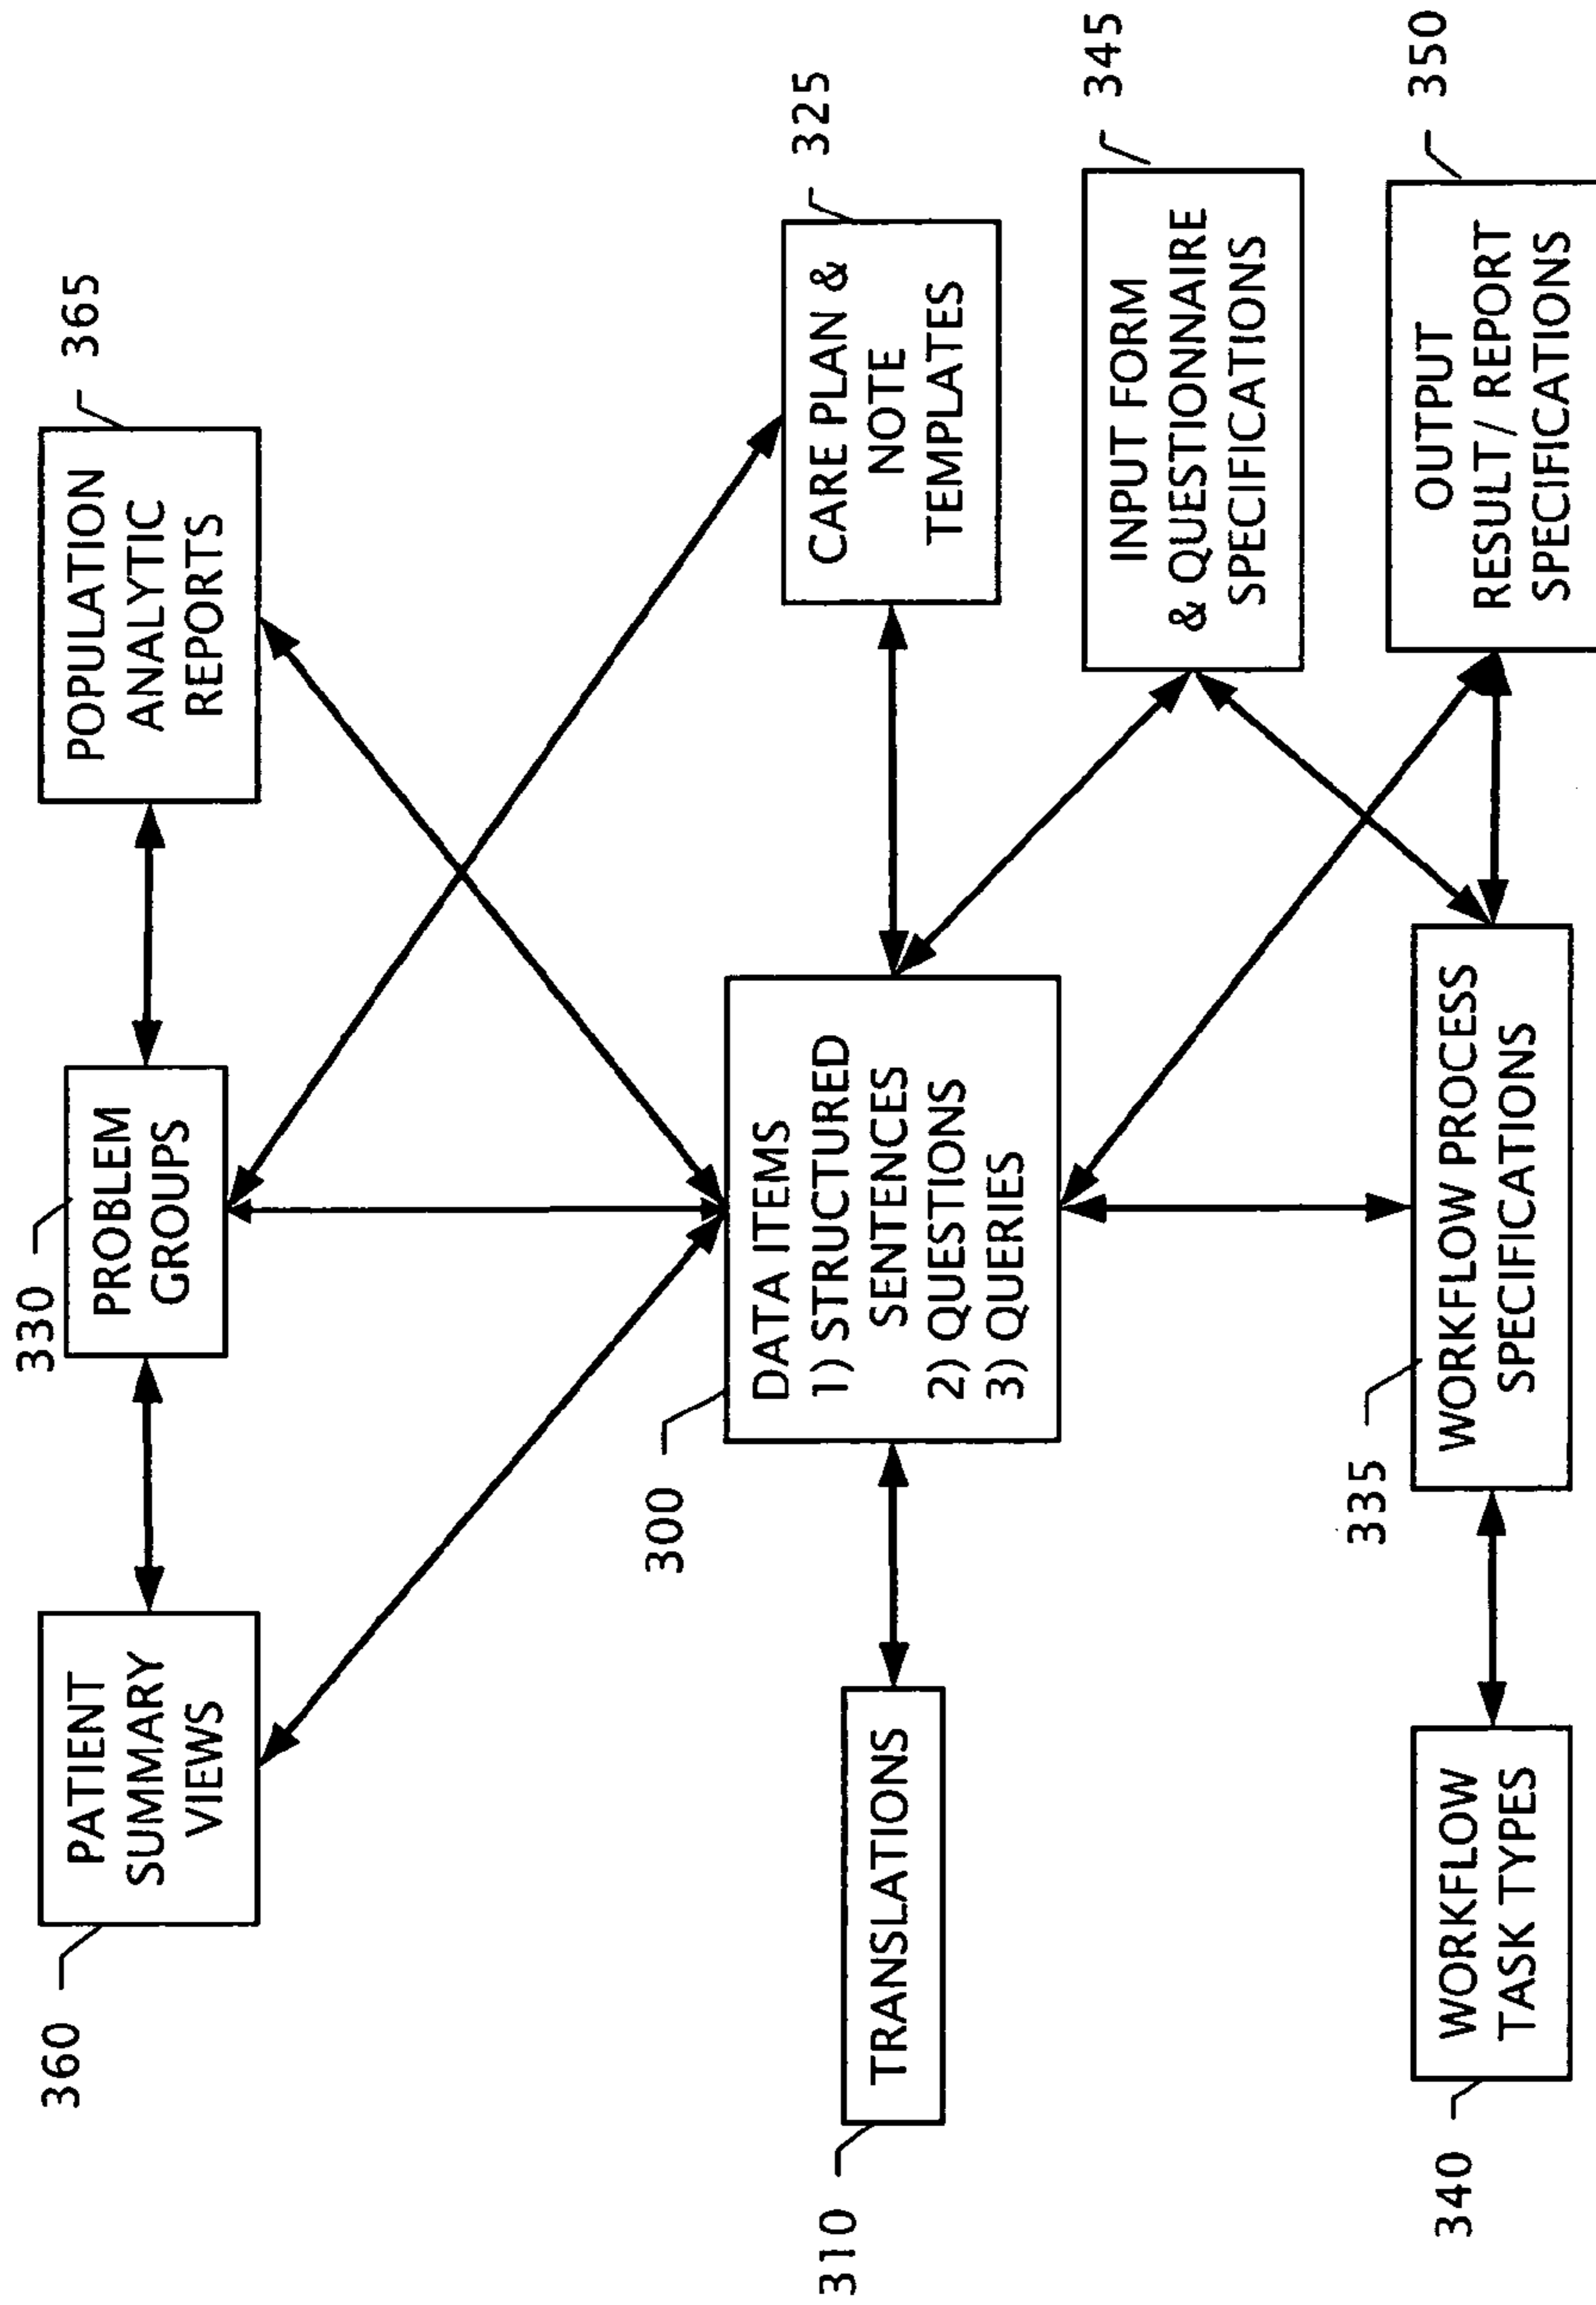 360
PATIENT
SUMMARY
VIEWS
330
PROBLEM
GROUPS
365
POPULATION
ANALYTIC
REPORTS
310
TRANSLATIONS
300
DATA ITEMS
1) STRUCTURED
SENTENCES
2) QUESTIONS
3) QUERIES
325
CARE PLAN &
NOTE
TEMPLATES
345
INPUT FORM
& QUESTIONNAIRE
SPECIFICATIONS
340
WORKFLOW
TASK TYPES
335
WORKFLOW PROCESS
SPECIFICATIONS
350
OUTPUT
RESULT / REPORT
SPECIFICATIONS